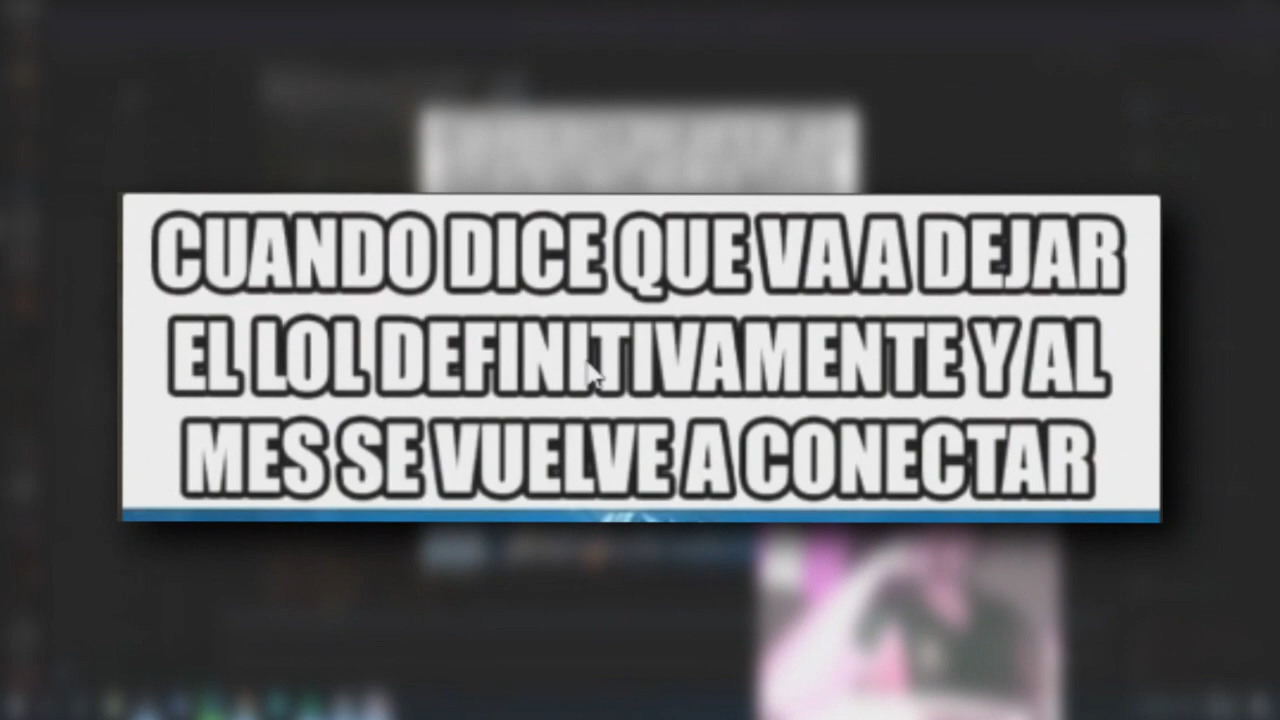 CUANDO DICE QUE VA A DEJAR
EL LOL DEFINITIVAMENTE Y AL
MES SE VUELVE A CONECTAR